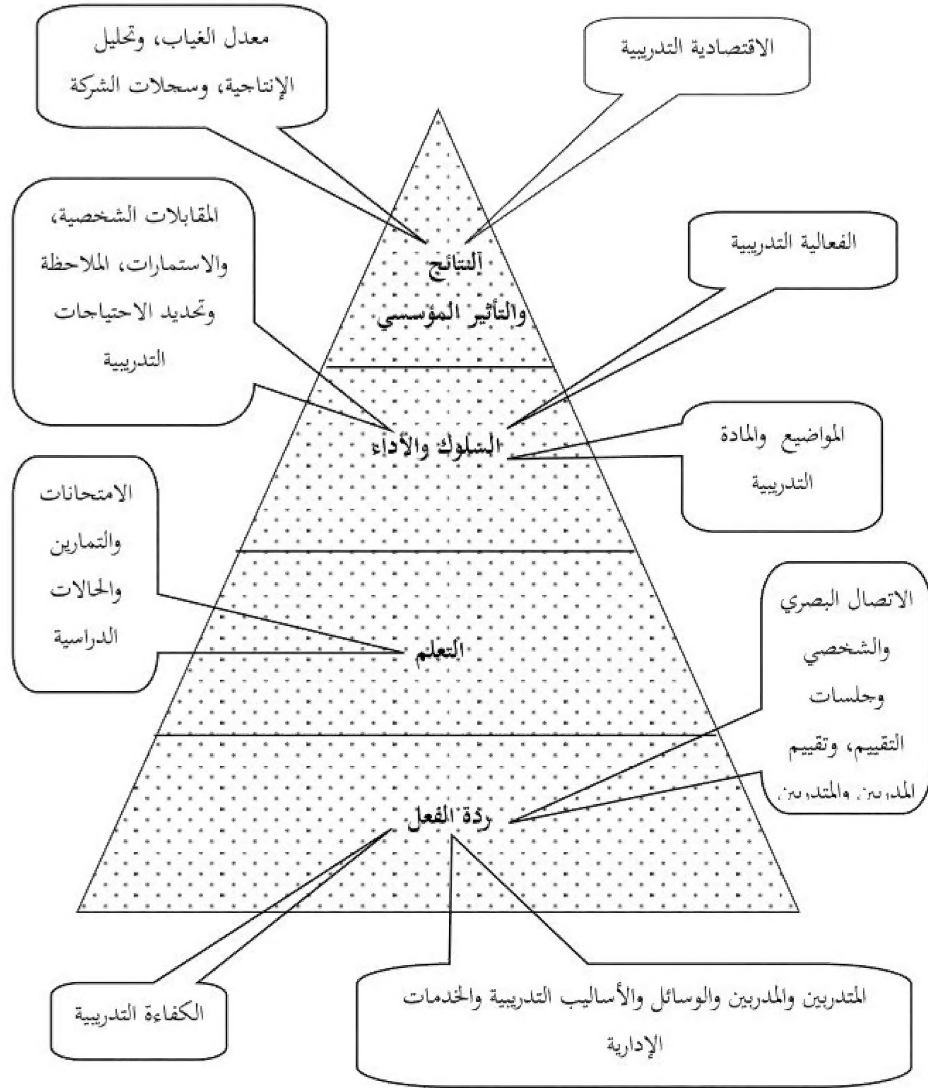 معدل الغياب، وتحليل
الإنتاجية، وسجلات الشركة
الاقتصادية التدريبية
المقابلات الشخصية،
والاستمارات، الملاحظة
وتحديد الاحتياجات
التدريبية
الفعالية التدريبية
النتائج
والتأثير المؤسسي
المواضيع والمادة
التدريبية
السلوك والأداء
الامتحانات
والتمارين
والحالات
الدراسية
التعلم
الاتصال البصري
والشخصي
وجلسات
التقييم، وتقييم
المدربين والمتدربين
ردة الفعل
الكفاءة التدريبية
المتدربين والمدربين والوسائل والأساليب التدريبية والخدمات
الإدارية